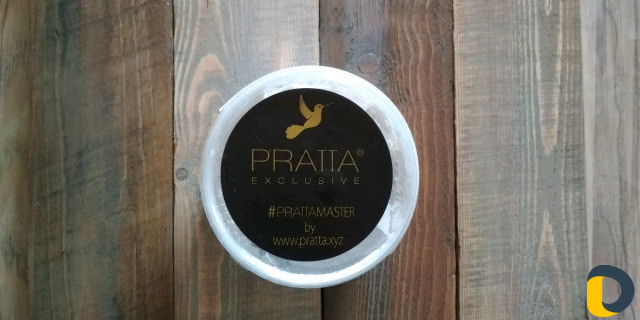 PRATTA®
EXCLUSIVE
#PRATTAMASTER
by
www.pratta.xyz